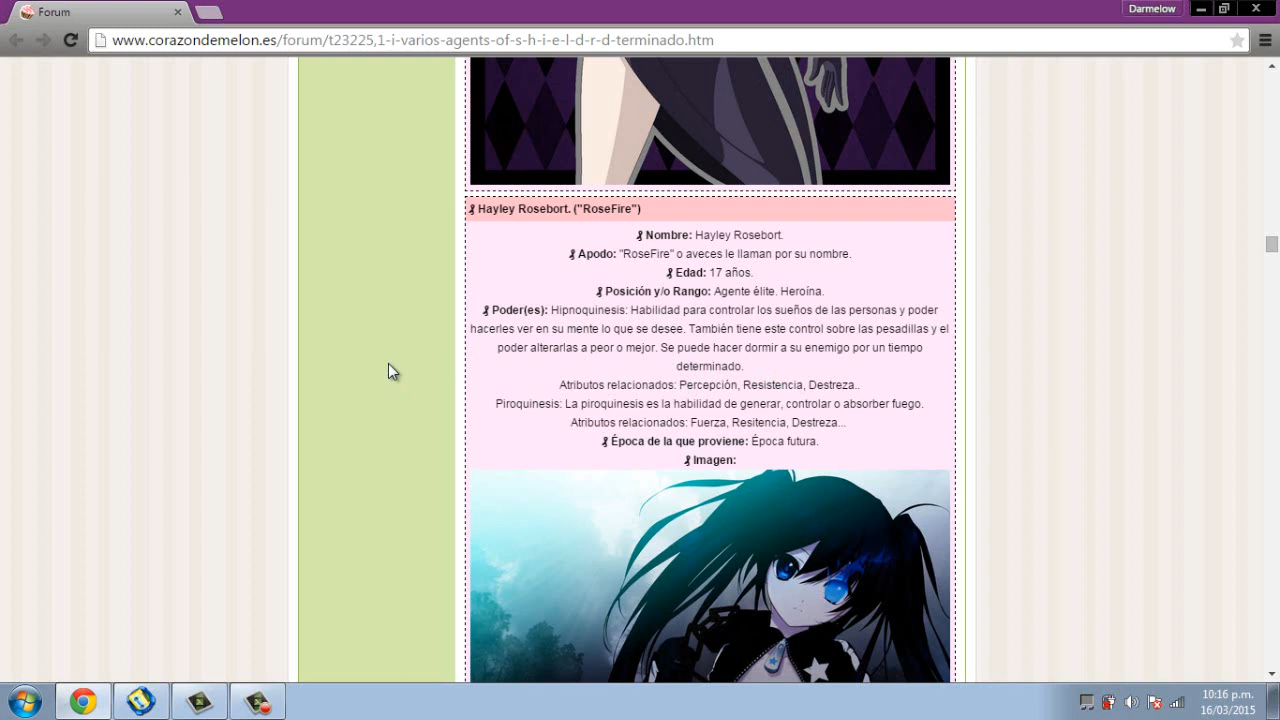 Forum
Darmelow
www.corazondemelon.es/forum/t23225,1-i-varios-agents-of-s-h-i-e-l-d-r-d-terminado.htm
Hayley Rosebort. ("RoseFire")
Nombre: Hayley Rosebort.
Apodo: "RoseFire" o aveces le llaman por su nombre.
Edad: 17 años.
Posición y/o Rango: Agente élite. Heroína.
Poder(es): Hipnoquinesis: Habilidad para controlar los sueños de las personas y poder
hacerles ver en su mente lo que se desee. También tiene este control sobre las pesadillas y el
poder alterarlas a peor o mejor. Se puede hacer dormir a su enemigo por un tiempo
determinado.
Atributos relacionados: Percepción, Resistencia, Destreza..
Piroquinesis: La piroquinesis es la habilidad de generar, controlar o absorber fuego.
Atributos relacionados: Fuerza, Resitencia, Destreza...
Época de la que proviene: Época futura.
Imagen:
10:16 p.m.
16/03/2015